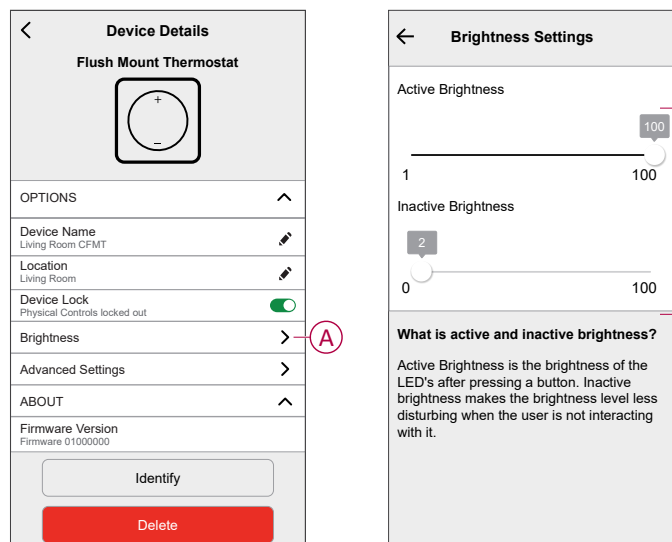 Device Details
Flush Mount Thermostat
+
–
OPTIONS
Device Name
Living Room CFMT
Location
Living Room
Device Lock
Physical Controls locked out
Brightness
A
Advanced Settings
ABOUT
Firmware Version
Firmware 01000000
Identify
Delete
Brightness Settings
Active Brightness
100
1 100
Inactive Brightness
2
0 100
What is active and inactive brightness?
Active Brightness is the brightness of the
LED's after pressing a button. Inactive
brightness makes the brightness level less
disturbing when the user is not interacting
with it.